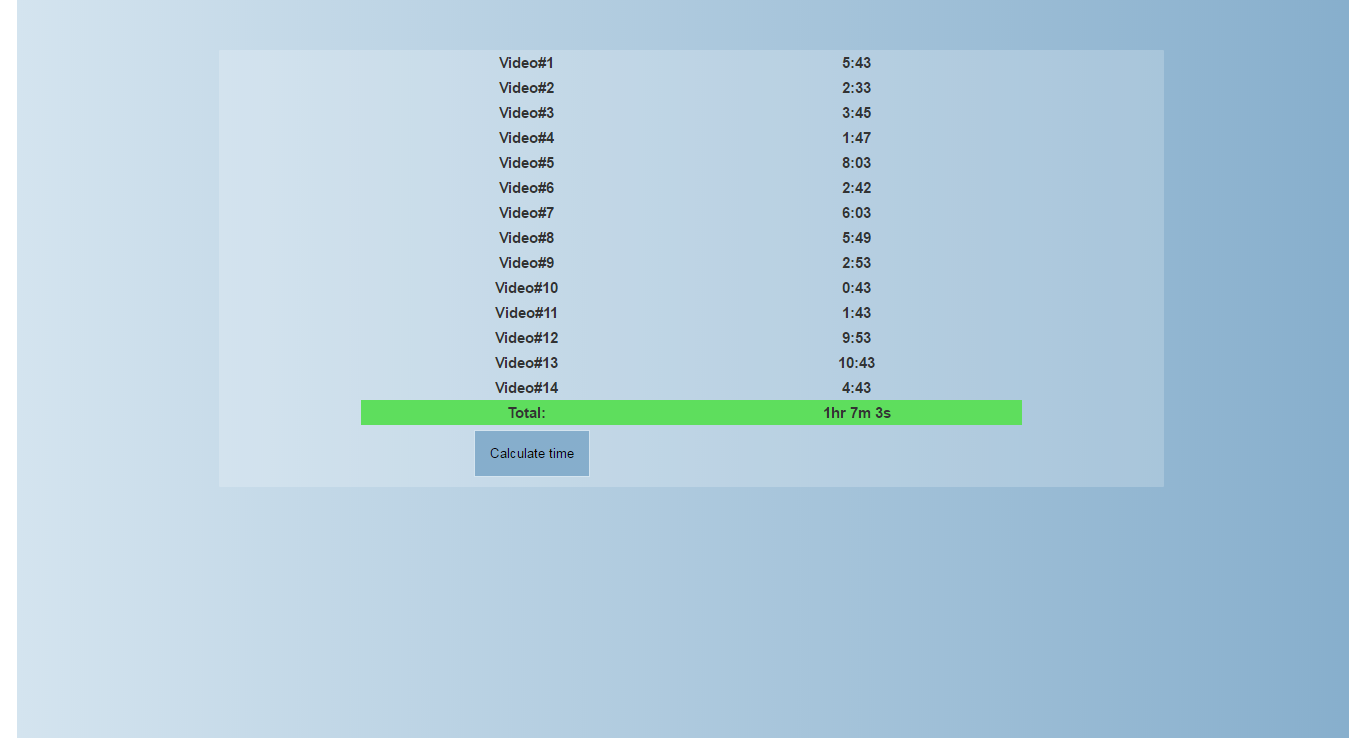 Video#1 5:43
Video#2 2:33
Video#3 3:45
Video#4 1:47
Video#5 8:03
Video#6 2:42
Video#7 6:03
Video#8 5:49
Video#9 2:53
Video#10 0:43
Video#11 1:43
Video#12 9:53
Video#13 10:43
Video#14 4:43
Total: 1hr 7m 3s
Calculate time